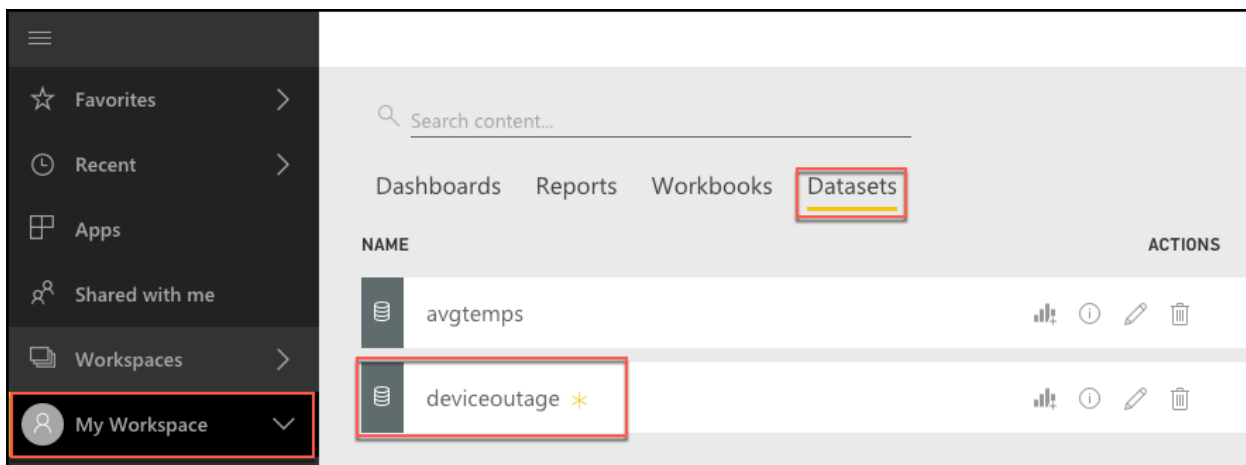 Favorites
Recent
Apps
Shared with me
Workspaces
My Workspace
Search content...
Dashboards Reports Workbooks Datasets
NAME ACTIONS
avgtemps
deviceoutage